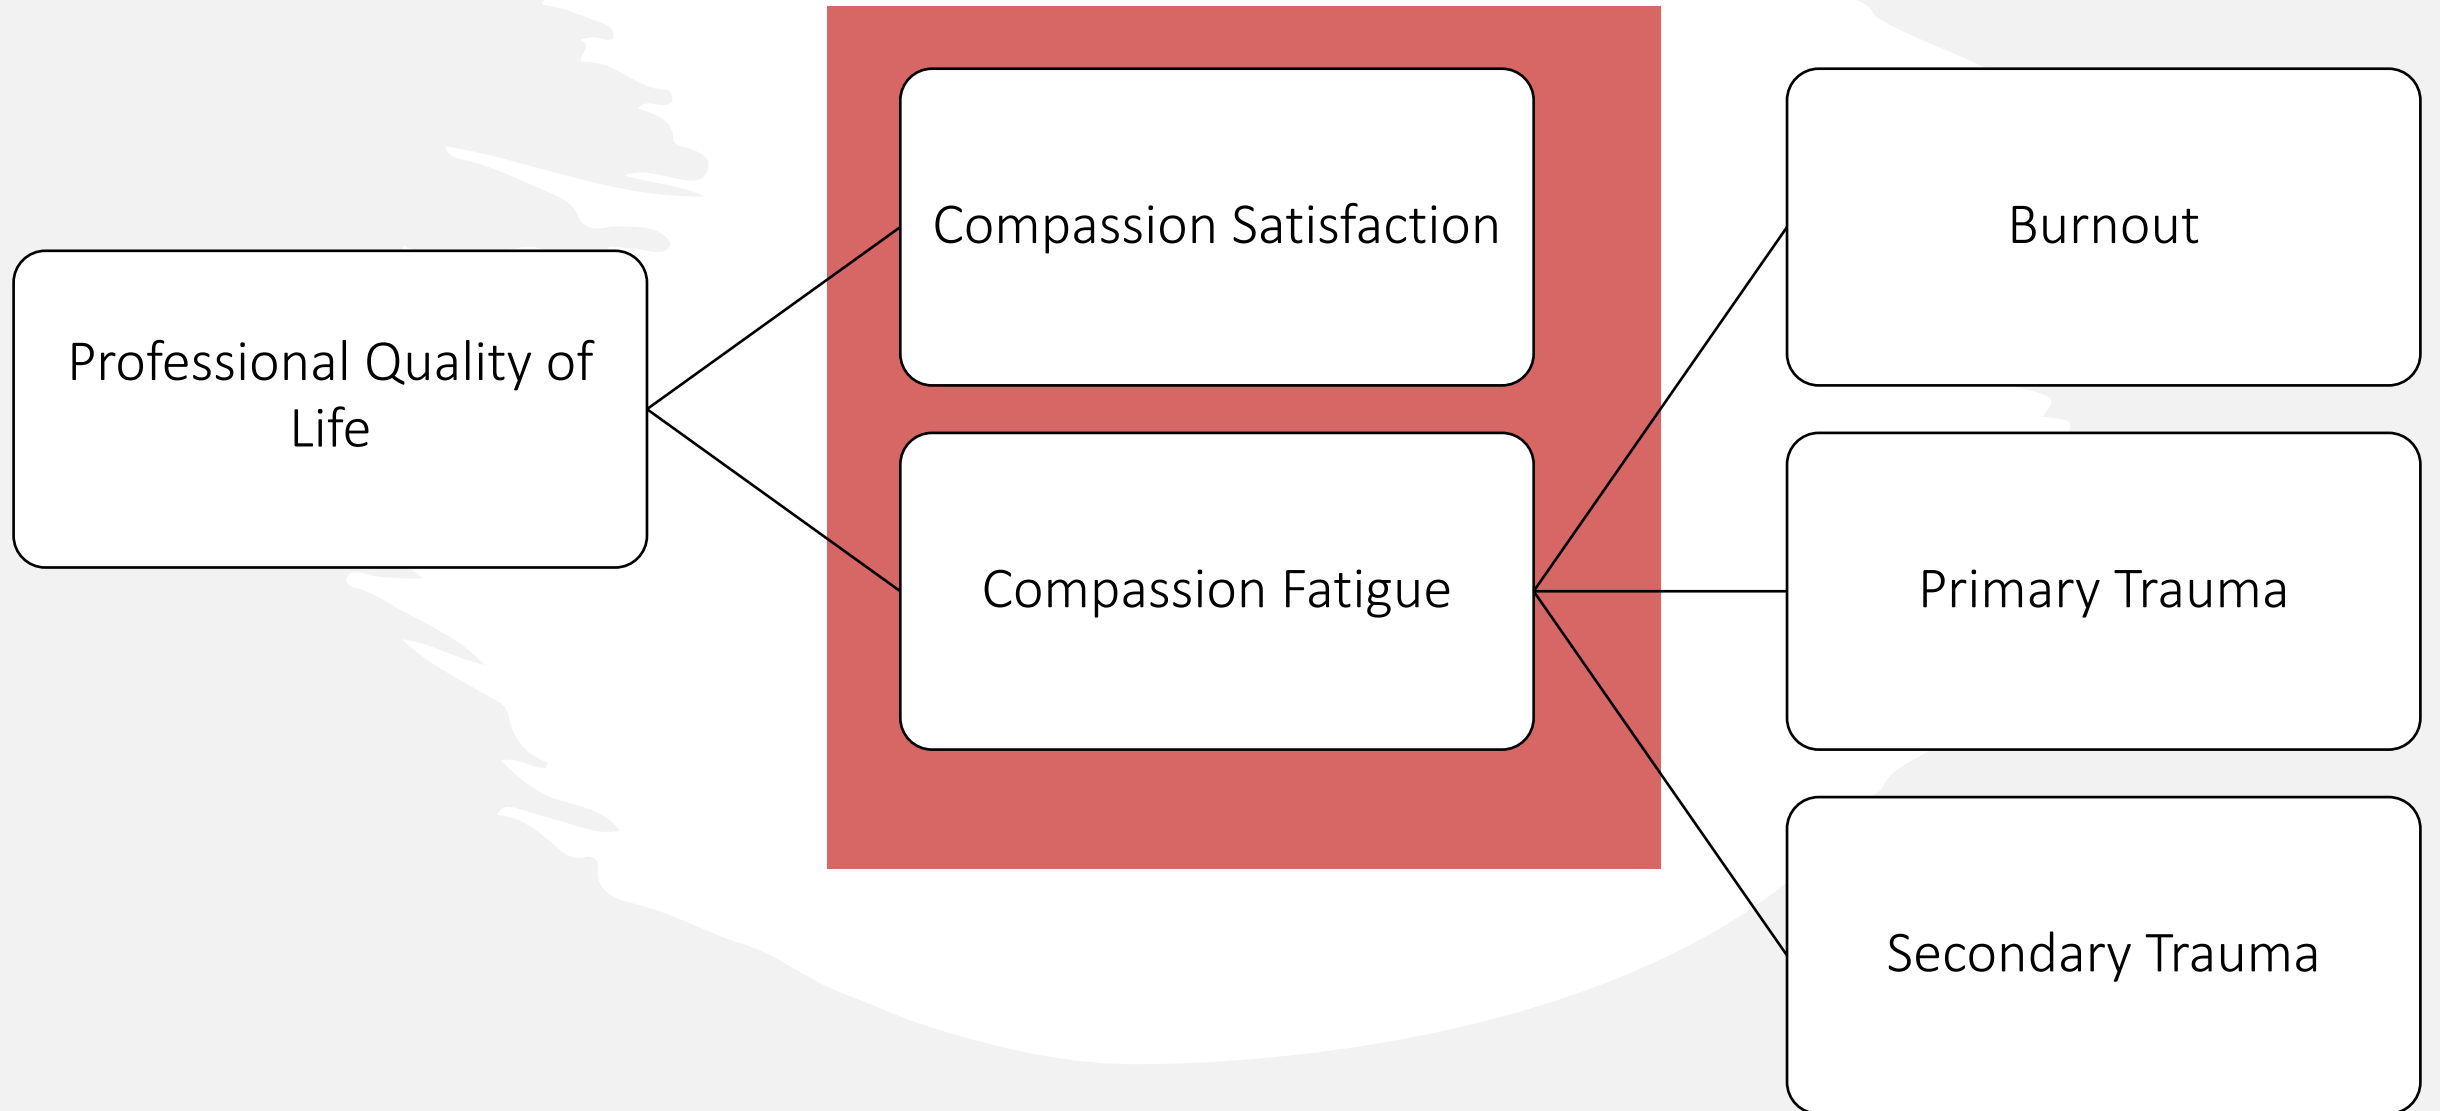 Professional Quality of
Life
Compassion Satisfaction
Compassion Fatigue
Burnout
Primary Trauma
Secondary Trauma